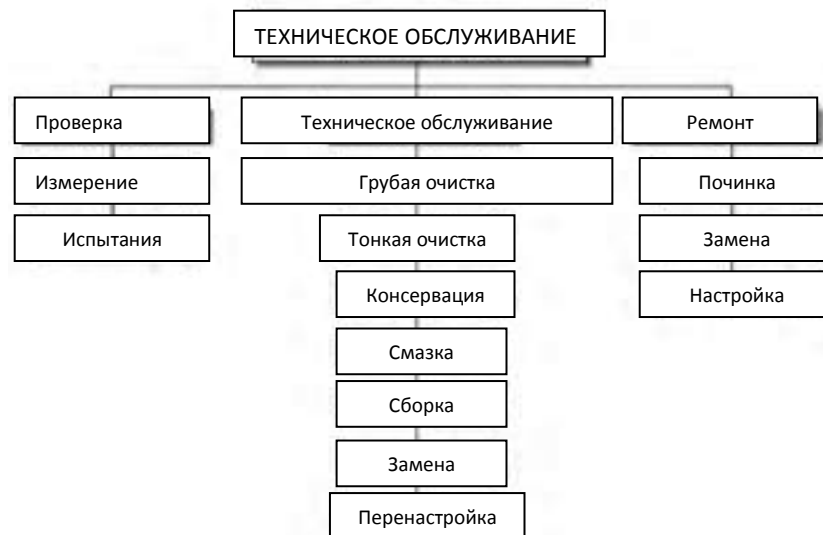 ТЕХНИЧЕСКОЕ ОБСЛУЖИВАНИЕ
Проверка
Техническое обслуживание
Ремонт
Измерение
Грубая очистка
Починка
Испытания
Тонкая очистка
Замена
Консервация
Настройка
Смазка
Сборка
Замена
Перенастройка